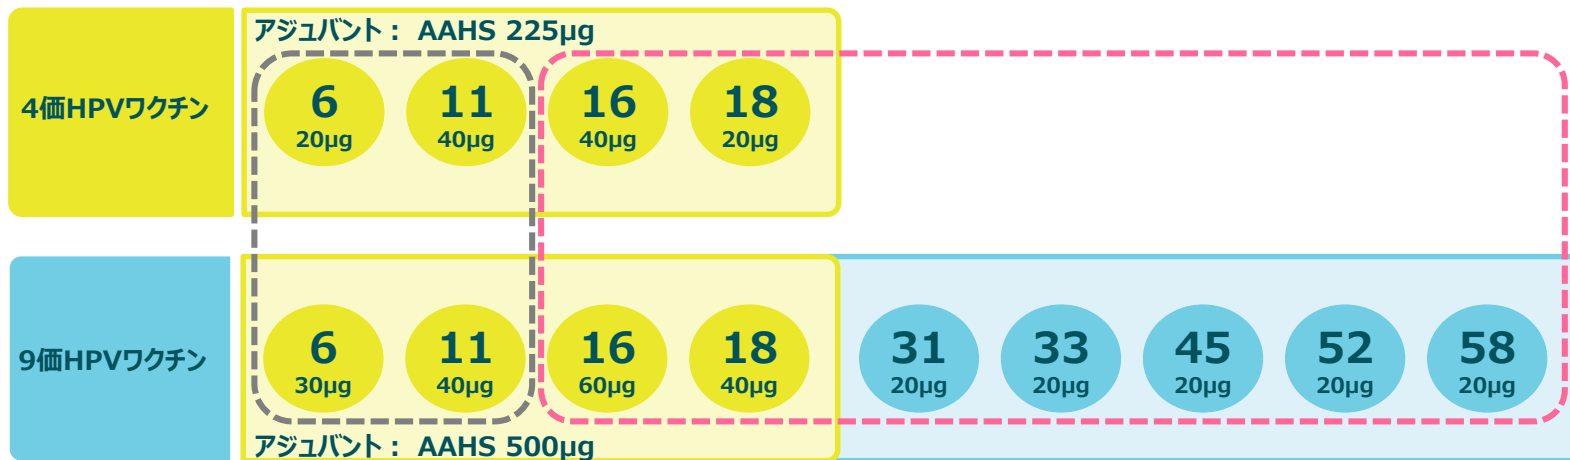 アジュバント： AAHS 225μg
4価HPVワクチン
6 11 16 18
20μg 40μg 40μg 20μg
9価HPVワクチン
6 11 16 18 31 33 45 52 58
30μg 40μg 60μg 40μg 20μg 20μg 20μg 20μg 20μg
アジュバント： AAHS 500μg